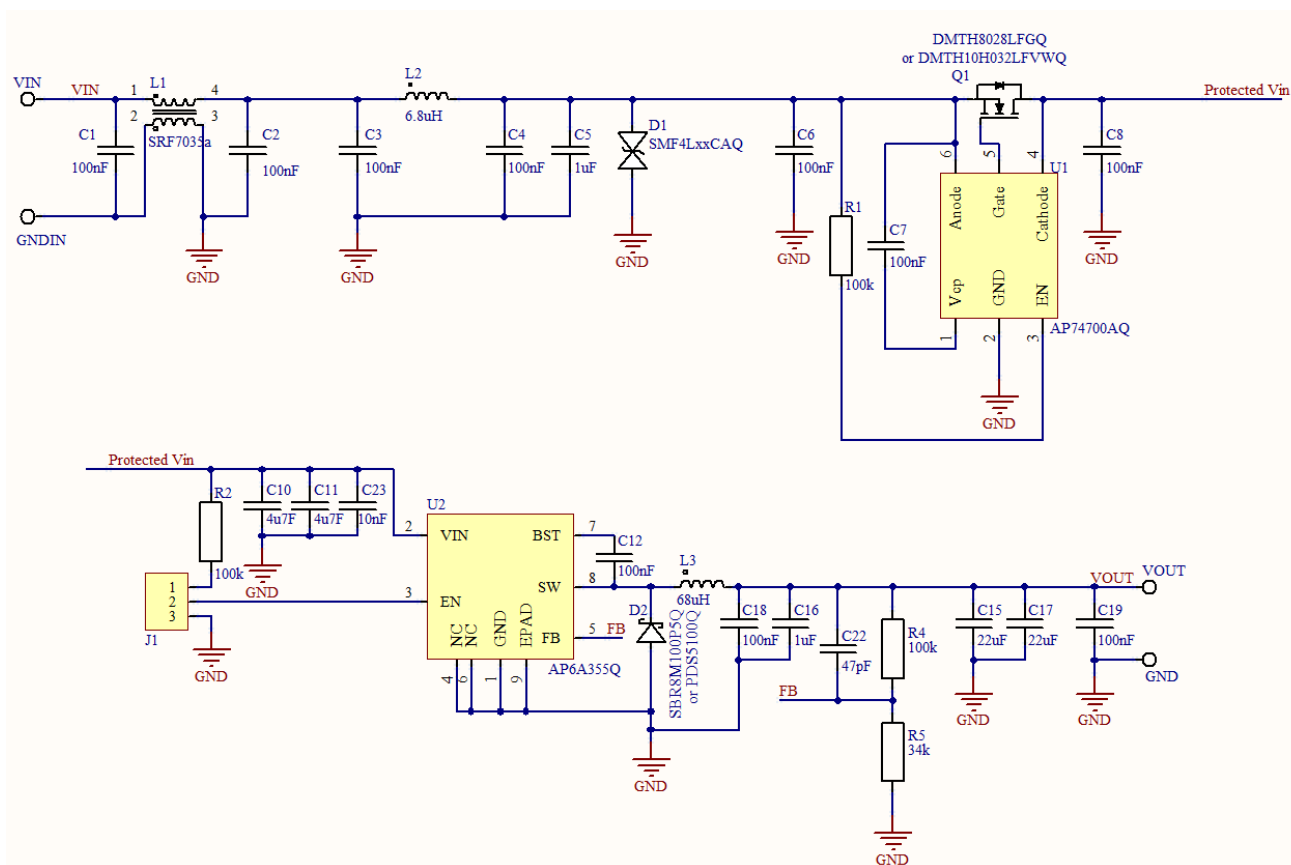 DMTH8028LFGQ
or DMTH10H032LFVWQ
Q1
VIN
VIN
1
L1
4
2
3
SRF7035a
C1
100nF
C2
100nF
C3
100nF
L2
6.8uH
C4
100nF
C5
1uF
D1
SMF4LxxCAQ
C6
100nF
C8
100nF
Protected Vin
GNDIN
GND
GND
GND
GND
GND
R1
100k
C7
100nF
6
5
4
U1
Anode
Gate
Cathode
Vcp
GND
EN
1
2
3
AP74700AQ
GND
Protected Vin
R2
100k
C10
4u7F
C11
4u7F
C23
10nF
GND
1
2
3
J1
GND
U2
2
VIN
BST
7
3
EN
SW
8
FB
5
FB
NC
NC
GND
EPAD
4
6
1
9
AP6A355Q
C12
100nF
L3
68uH
D2
SBR8M100P5Q
or PDS5100Q
GND
C18
100nF
C16
1uF
C22
47pF
R4
100k
FB
R5
34k
GND
C15
22uF
C17
22uF
C19
100nF
VOUT
VOUT
GND
GND
GND